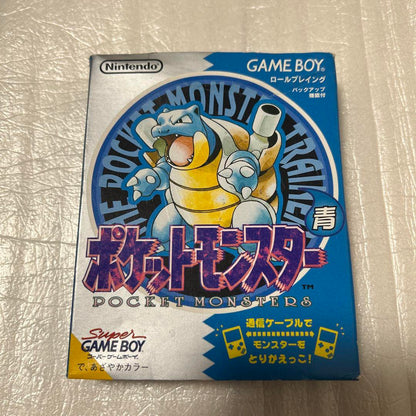 Nintendo
GAME BOY®
ロールプレイング
バックアップ
機能付
THE POCKET MONSTER TRAINER
青
ポケットモンスター
TM
POCKET MONSTERS
Super
GAME BOY
スーパーゲームボーイ
で、あざやかカラー
通信ケーブルで
モンスターを
とりかえっこ!